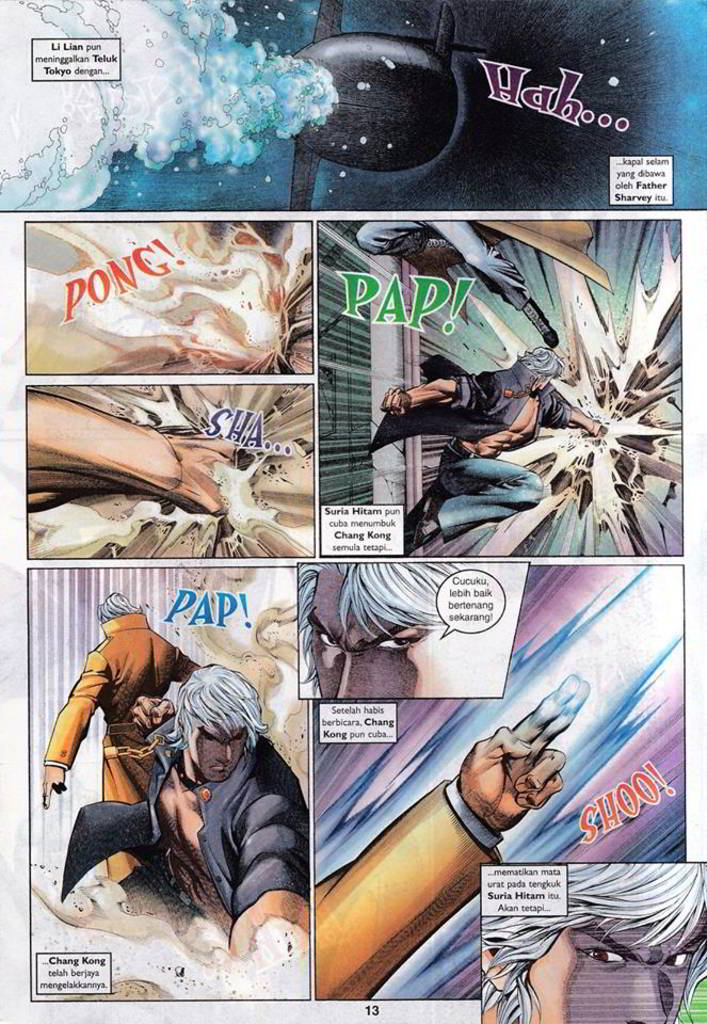 Li Lian pun
meninggalkan Teluk
Tokyo dengan...
PAP!
Hah...
...kapal selam
yang dibawa
oleh Father
Sharvey itu.
PONG!
SHA...
PAP!
Suria Hitam pun
cuba menumbuk
Chang Kong
semula tetapi...
PAP!
...Chang Kong
telah berjaya
mengelakkannya.
Cucuku,
lebih baik
bertenang
sekarang!
Setelah habis
berbicara, Chang
Kong pun cuba...
SHOO!
...mematikan mata
urat pada tengkuk
Suria Hitam itu.
Akan tetapi...
13